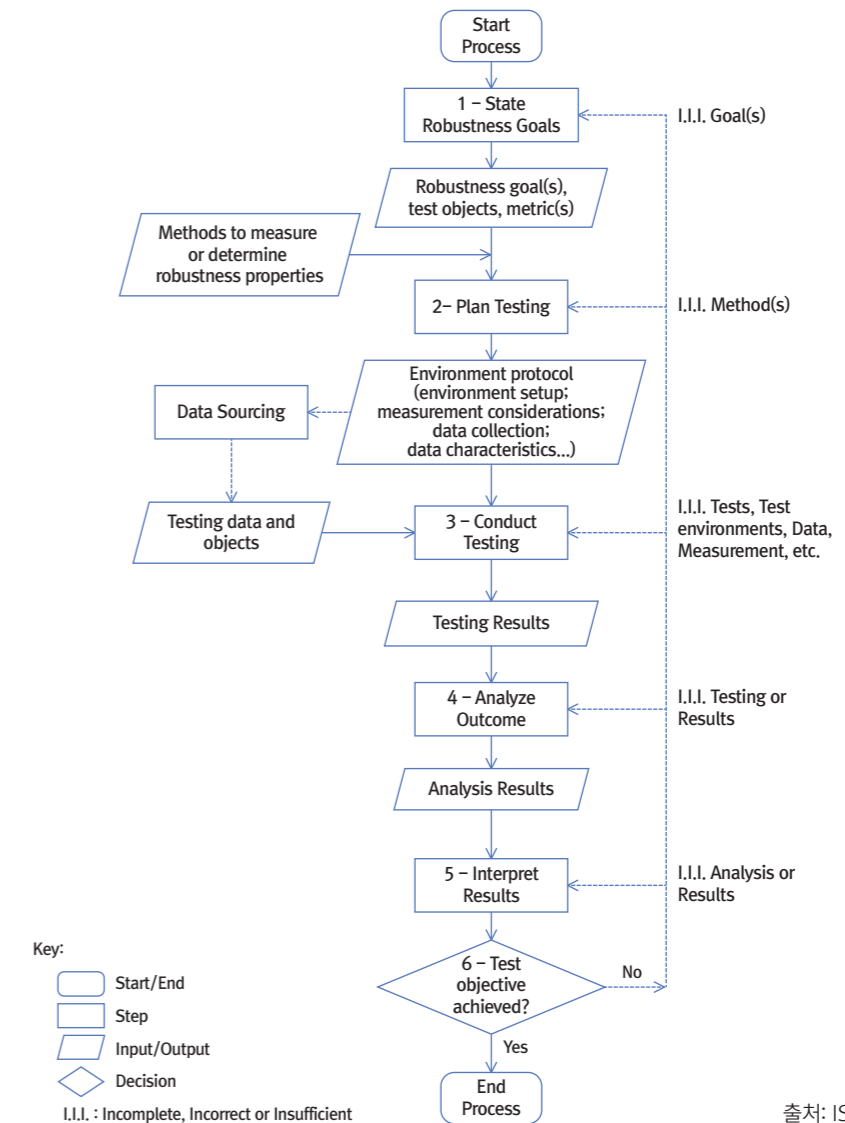 Start
Process
1 – State
Robustness Goals
I.I.I. Goal(s)
Robustness goal(s),
test objects, metric(s)
Methods to measure
or determine
robustness properties
2– Plan Testing
I.I.I. Method(s)
Environment protocol
(environment setup;
measurement considerations;
data collection;
data characteristics...)
Data Sourcing
Testing data and
objects
3 – Conduct
Testing
I.I.I. Tests, Test
environments, Data,
Measurement, etc.
Testing Results
4 – Analyze
Outcome
I.I.I. Testing or
Results
Analysis Results
5 – Interpret
Results
I.I.I. Analysis or
Results
6 – Test
objective
achieved?
No
Yes
End
Process
Key:
Start/End
Step
Input/Output
Decision
I.I.I. : Incomplete, Incorrect or Insufficient
출처: IS